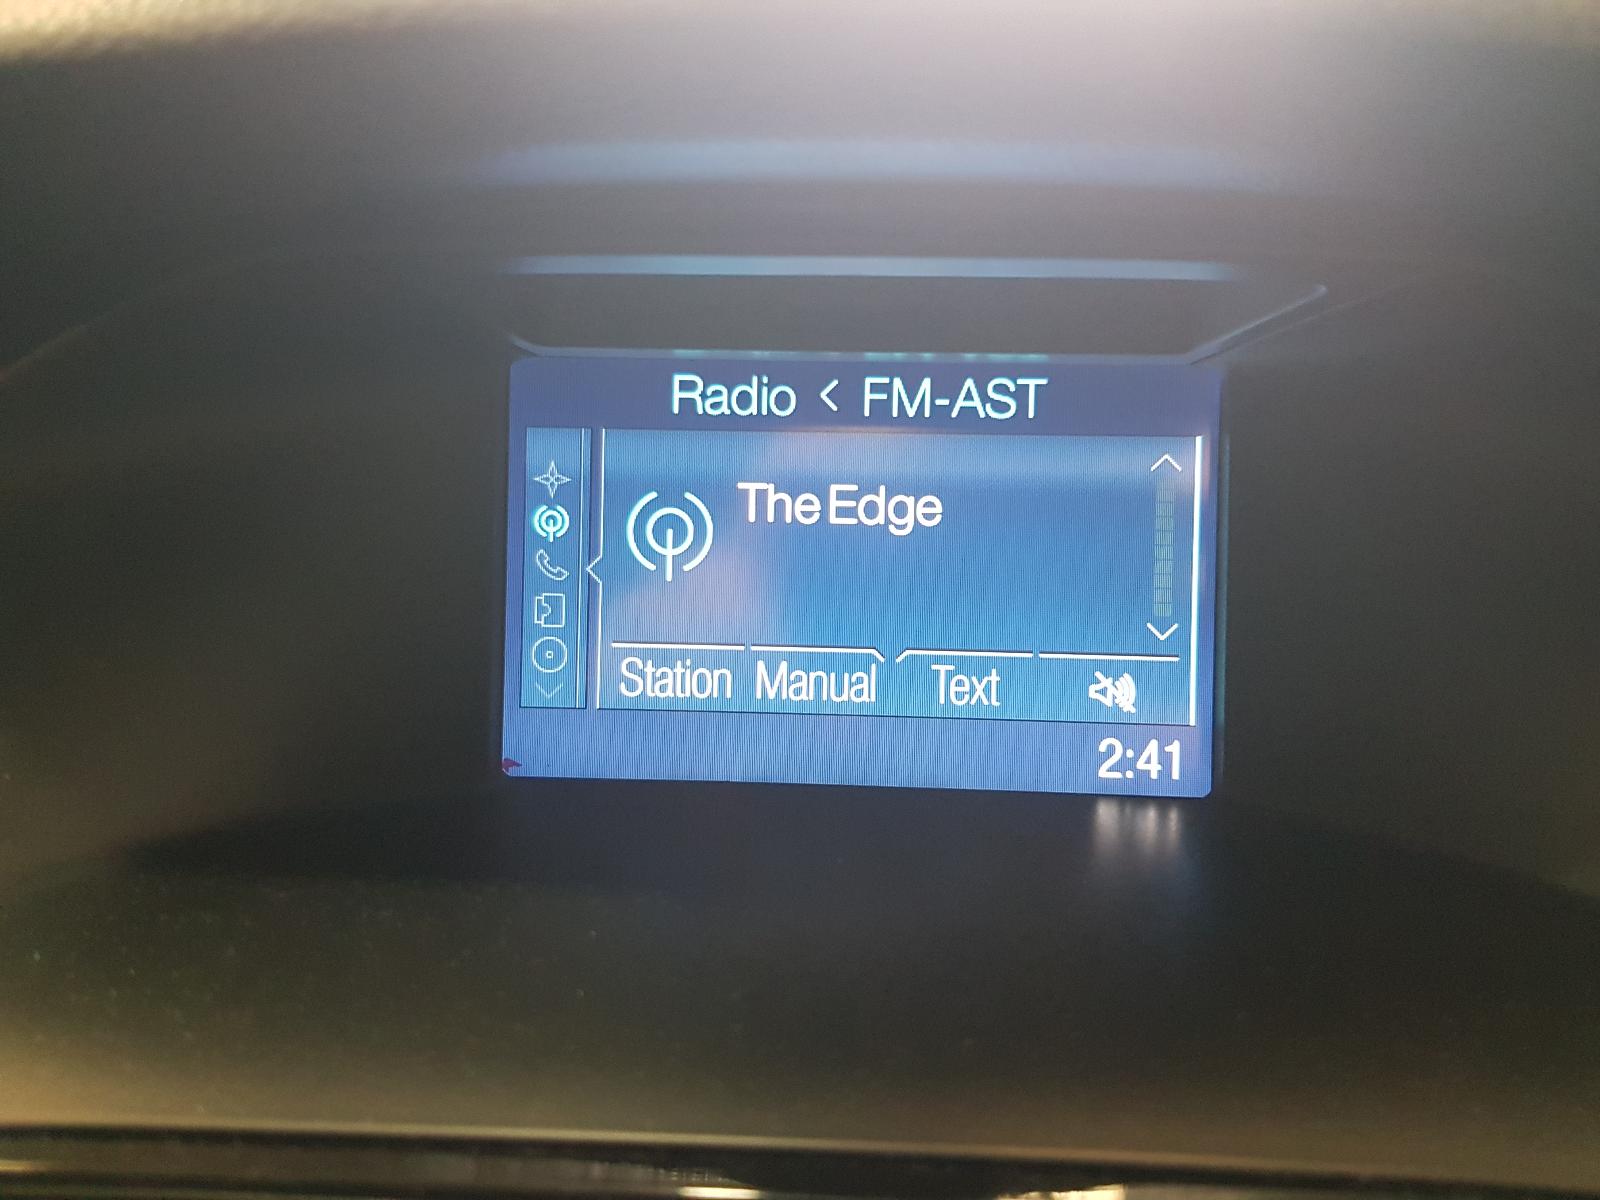 Radio < FM-AST
The Edge
Station Manual Text
2:41